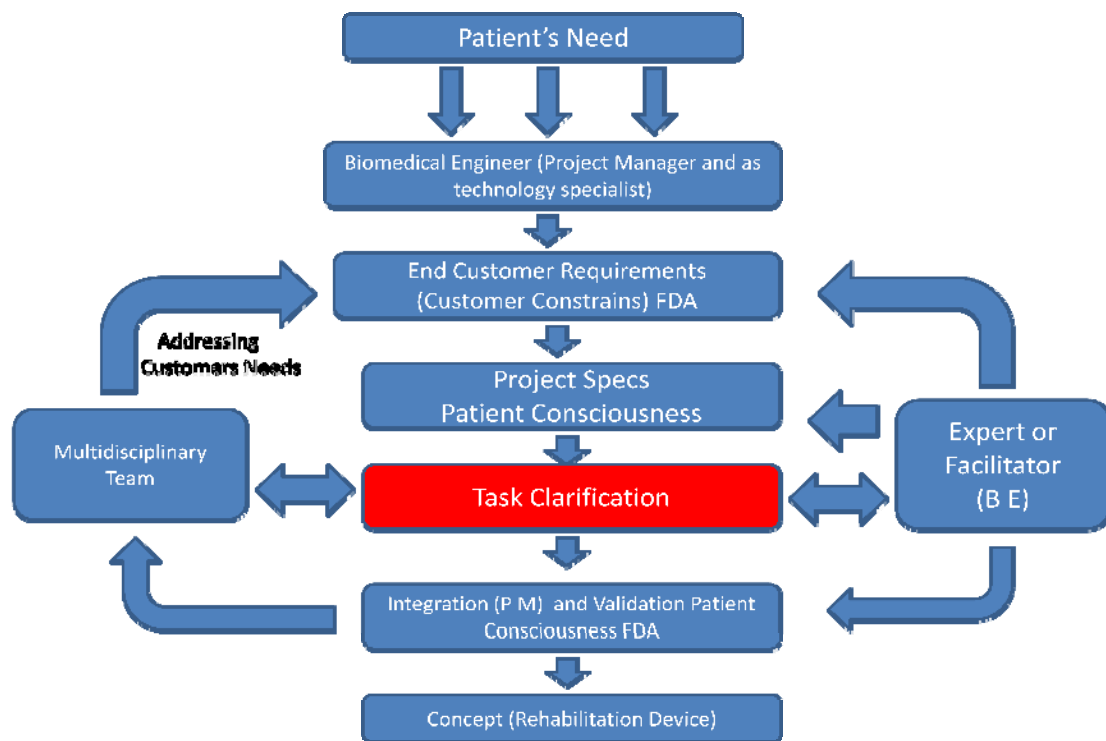 Patient's Need
Biomedical Engineer (Project Manager and as
technology specialist)
End Customer Requirements
(Customer Constrains) FDA
Addressing
Customers Needs
Project Specs
Patient Consciousness
Multidisciplinary
Team
Task Clarification
Expert or
Facilitator
(B E)
Integration (P M) and Validation Patient
Consciousness FDA
Concept (Rehabilitation Device)